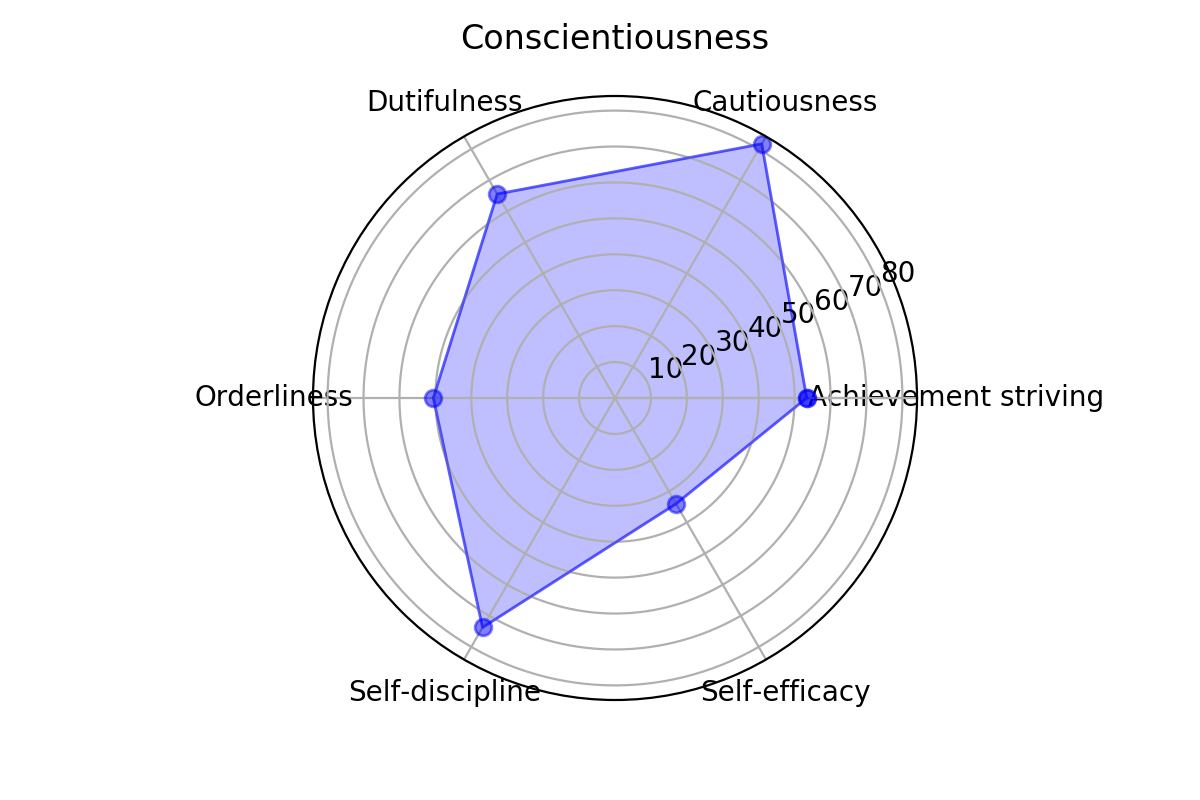 Conscientiousness
Dutifulness
Cautiousness
80
70
60
50
40
30
20
10
Orderliness
Achievement striving
Self-discipline
Self-efficacy